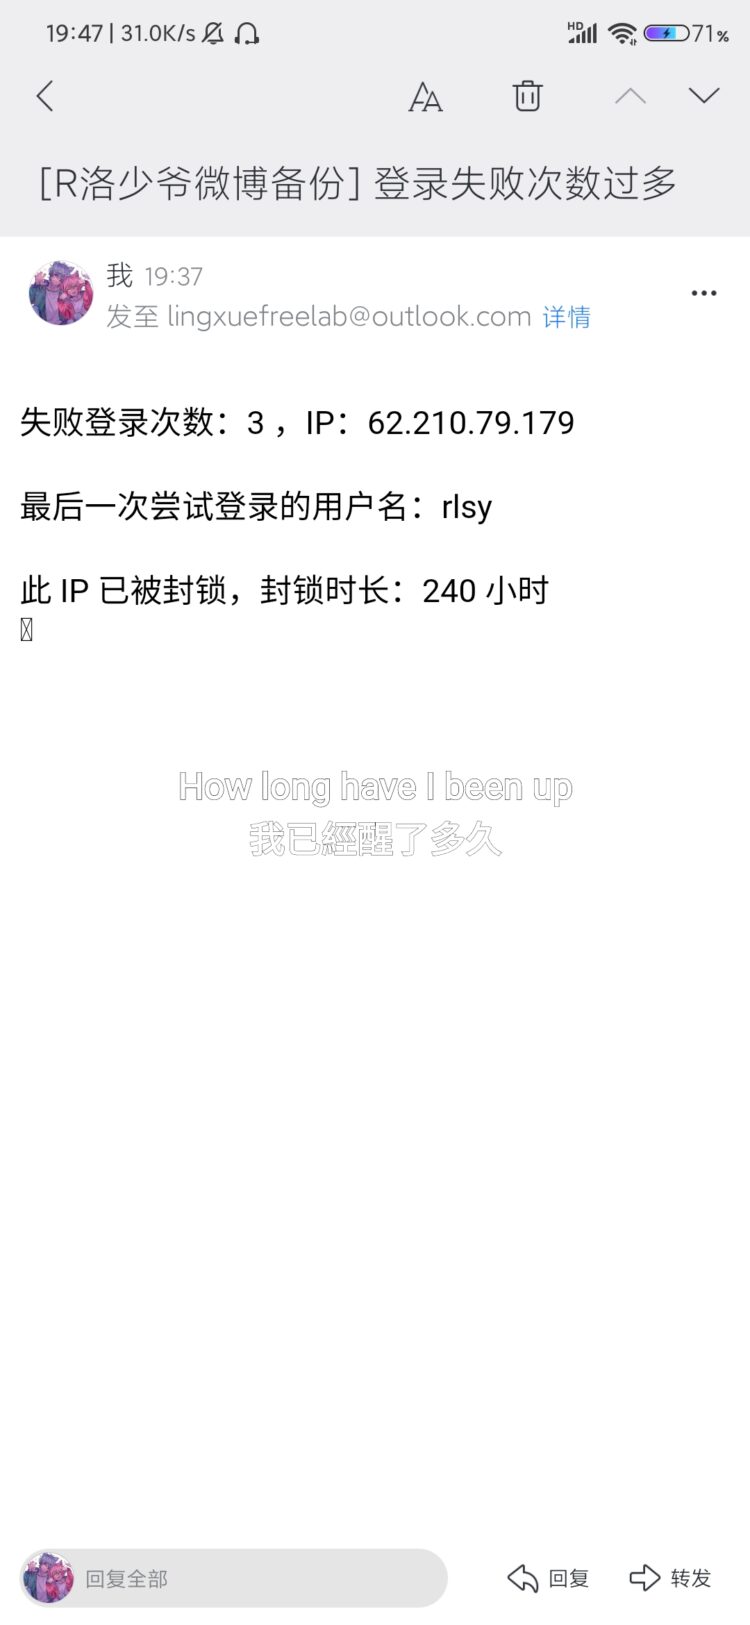 19:47 | 31.0K/s HD 71%
[R洛少爷微博备份] 登录失败次数过多
我 19:37
发至 lingxuefreelab@outlook.com 详情
失败登录次数：3 ，IP：62.210.79.179
最后一次尝试登录的用户名：rlsy
此 IP 已被封锁，封锁时长：240 小时
How long have I been up
我已經醒了多久
回复全部 回复 转发